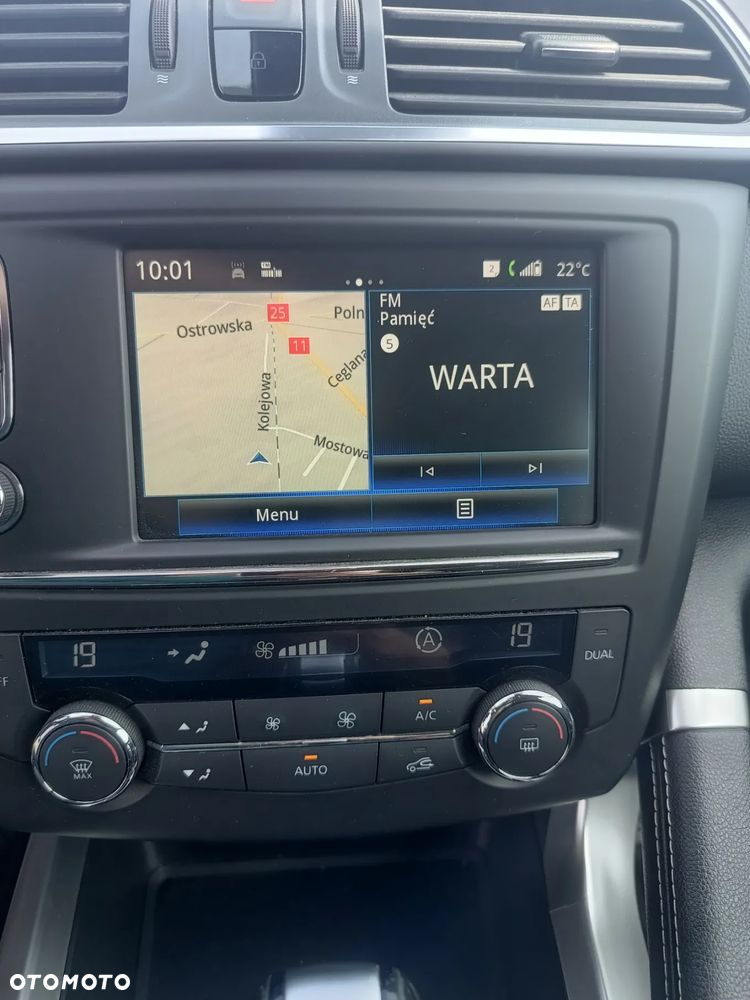 10:01
2
22°C
25
11
Ostrowska
Poln
Ceglana
Kolejowa
Mostowa
FM
AF TA
Pamięć
5
WARTA
Menu
19
A
19
DUAL
FF
A/C
MAX
AUTO
OTOMOTO